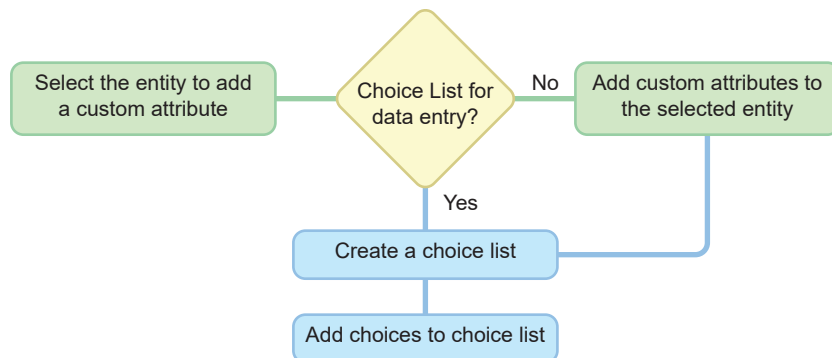 Select the entity to add
a custom attribute
Choice List for
data entry?
No
Add custom attributes to
the selected entity
Yes
Create a choice list
Add choices to choice list